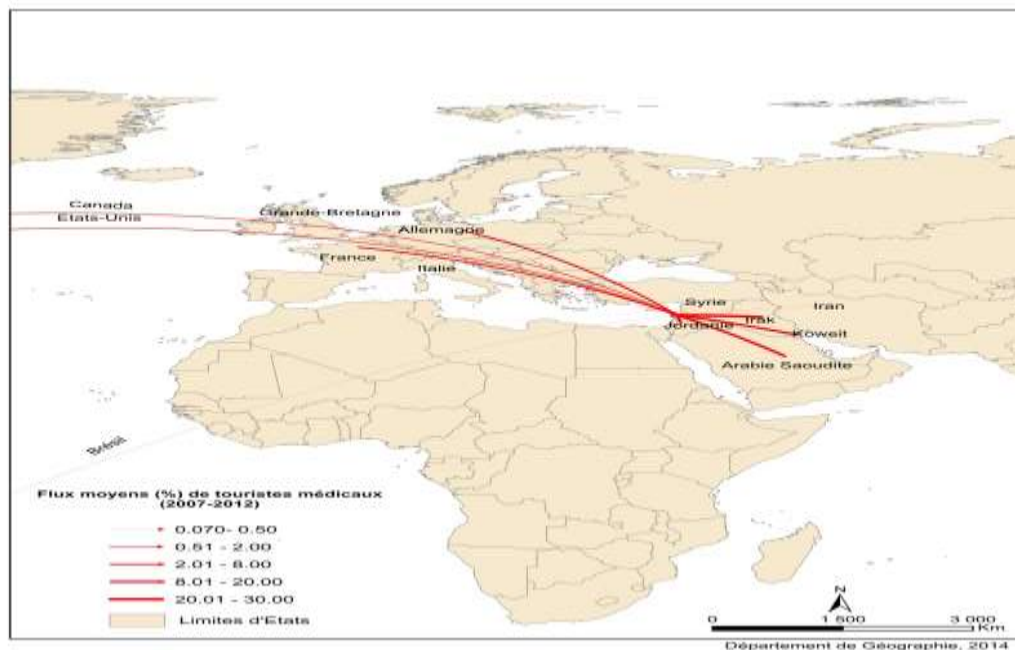 Canada
Etats-Unis
Grande-Bretagne
Allemagne
France
Italie
Syrie
Iran
Irak
Jordanie
Koweit
Arabie Saoudite
Brésil
Flux moyens (%) de touristes médicaux
(2007-2012)
0.070- 0.50
0.51 - 2.00
2.01 - 8.00
8.01 - 20.00
20.01 - 30.00
Limites d'Etats
N
0 1 500 3 000
Km
Département de Géographie, 2014